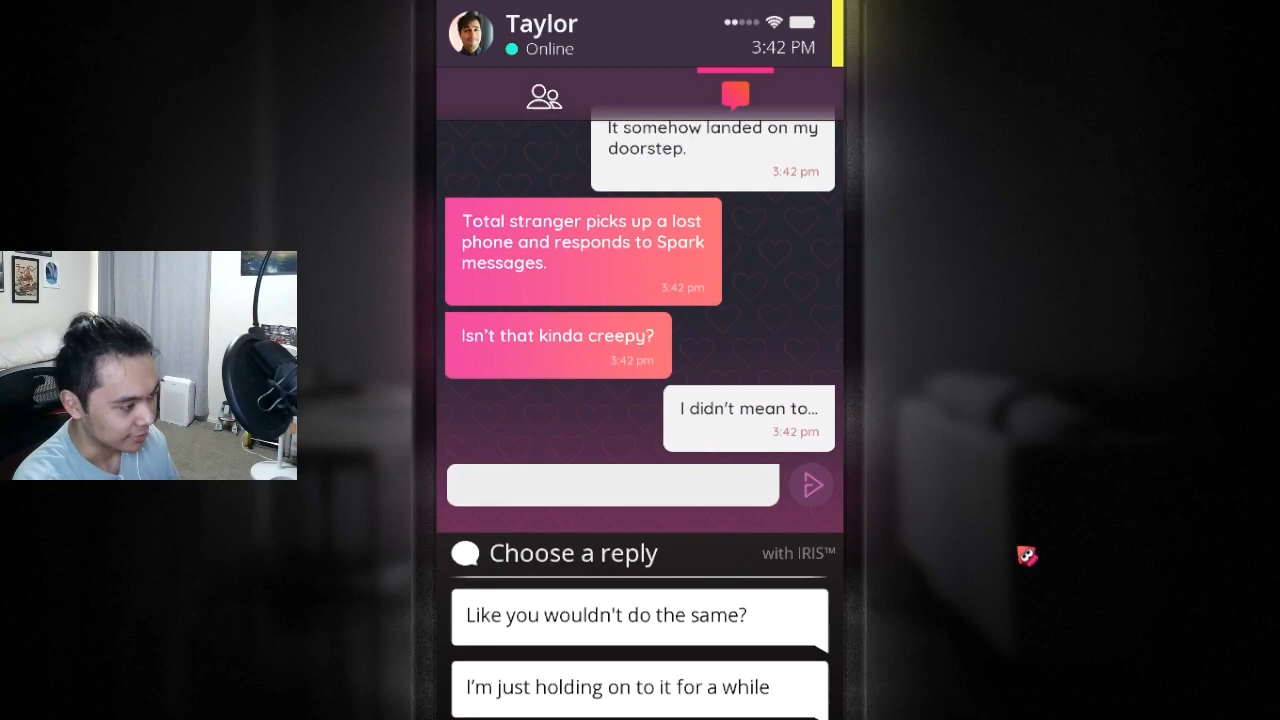 Taylor
Online
3:42 PM
It somehow landed on my
doorstep.
3:42 pm
Total stranger picks up a lost
phone and responds to Spark
messages.
3:42 pm
Isn't that kinda creepy?
3:42 pm
I didn't mean to...
3:42 pm
Choose a reply
with IRIS™
Like you wouldn't do the same?
I'm just holding on to it for a while